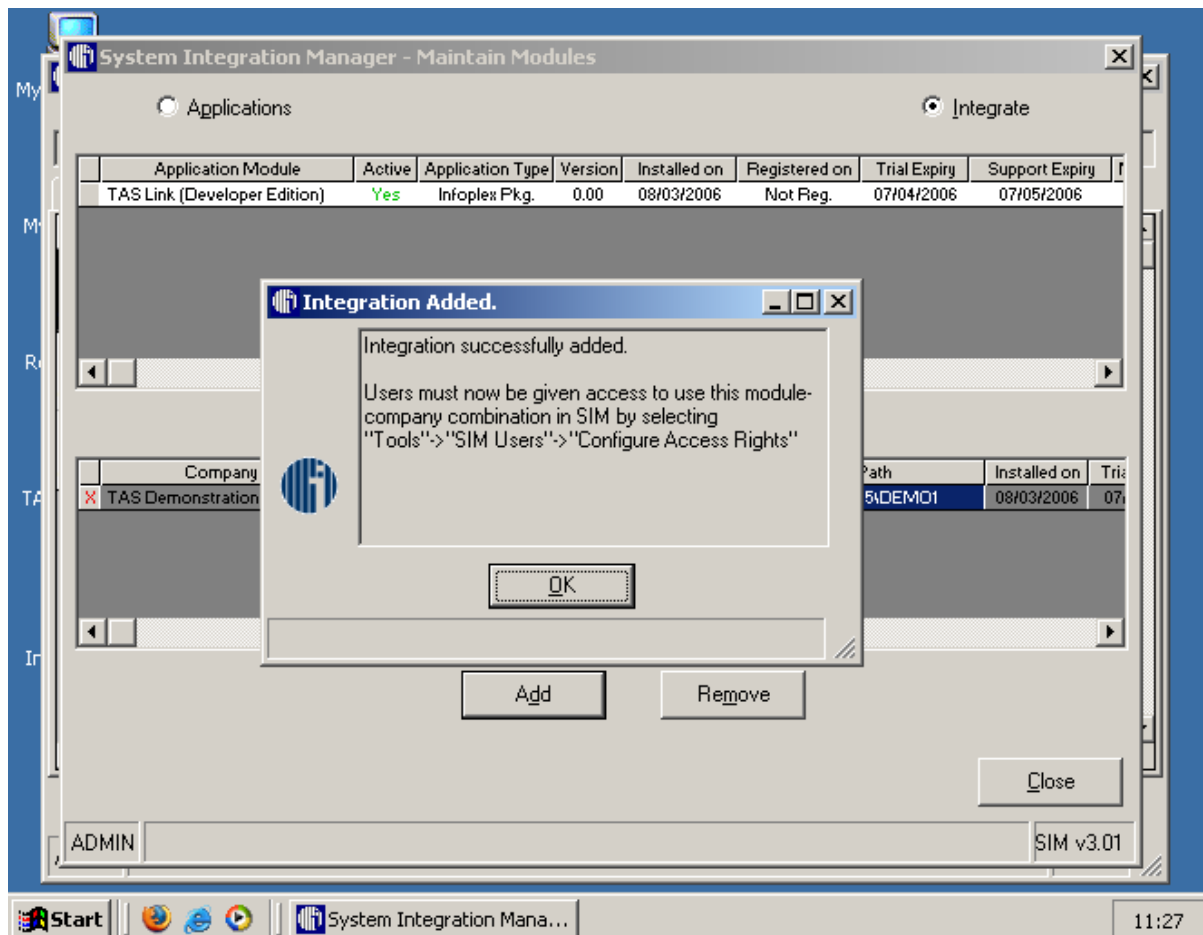 System Integration Manager - Maintain Modules
My
Applications
Integrate
Application Module Active Application Type Version Installed on Registered on Trial Expiry Support Expiry
TAS Link (Developer Edition) Yes Infoplex Pkg. 0.00 08/03/2006 Not Reg. 07/04/2006 07/05/2006
Integration Added.
Integration successfully added.
Users must now be given access to use this module-
company combination in SIM by selecting
"Tools"->"SIM Users"->"Configure Access Rights"
Company Path Installed on
X TAS Demonstration 5\DEMO1 08/03/2006
OK
Add
Remove
Close
ADMIN
SIM v3.01
Start
System Integration Mana...
11:27